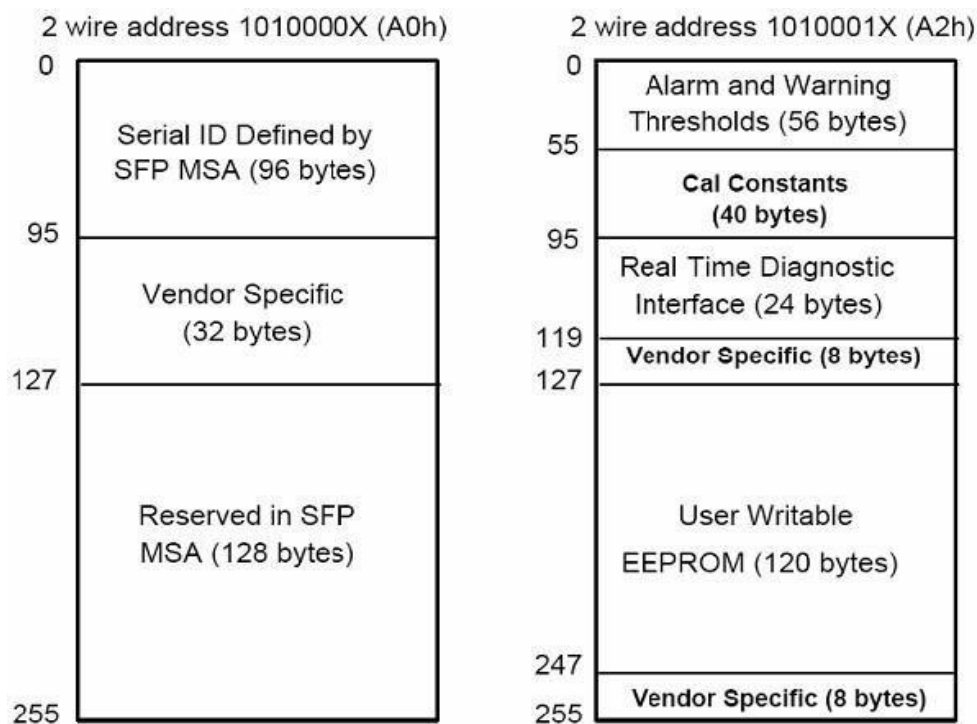 2 wire address 1010000X (A0h)
0
Serial ID Defined by
SFP MSA (96 bytes)
95
Vendor Specific
(32 bytes)
127
Reserved in SFP
MSA (128 bytes)
255
2 wire address 1010001X (A2h)
0
Alarm and Warning
Thresholds (56 bytes)
55
Cal Constants
(40 bytes)
95
Real Time Diagnostic
Interface (24 bytes)
119
Vendor Specific (8 bytes)
127
User Writable
EEPROM (120 bytes)
247
Vendor Specific (8 bytes)
255